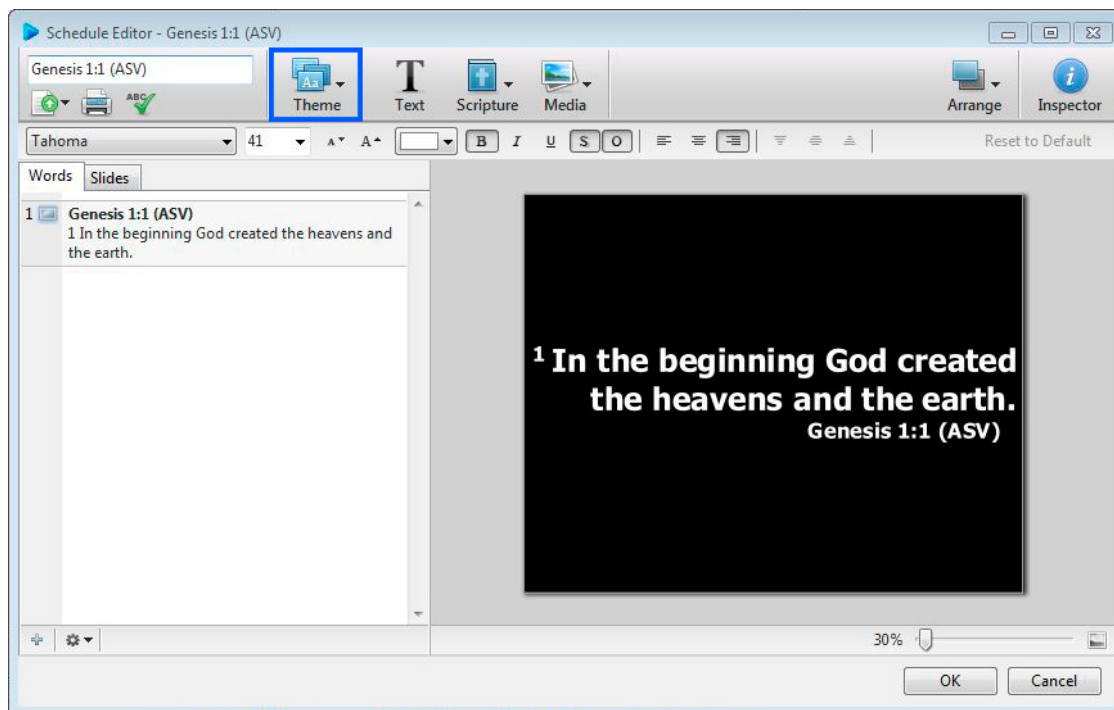 Schedule Editor - Genesis 1:1 (ASV)
Genesis 1:1 (ASV)
ABC
Aa
Theme
T
Text
Scripture
Media
Arrange
i
Inspector
Tahoma
41
A
A
B
I
U
S
O
Reset to Default
Words
Slides
1
Genesis 1:1 (ASV)
1 In the beginning God created the heavens and
the earth.
1 In the beginning God created
the heavens and the earth.
Genesis 1:1 (ASV)
30%
OK
Cancel